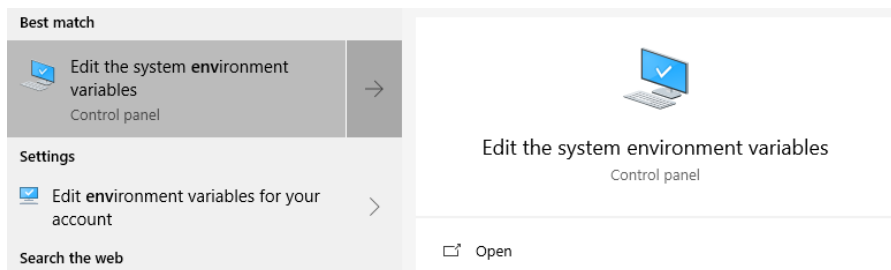 Best match
Edit the system environment
variables
Control panel
Settings
Edit environment variables for your
account
Search the web
Edit the system environment variables
Control panel
Open